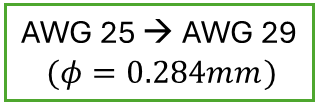 AWG 25 → AWG 29
(𝜙 = 0.284𝑚𝑚)